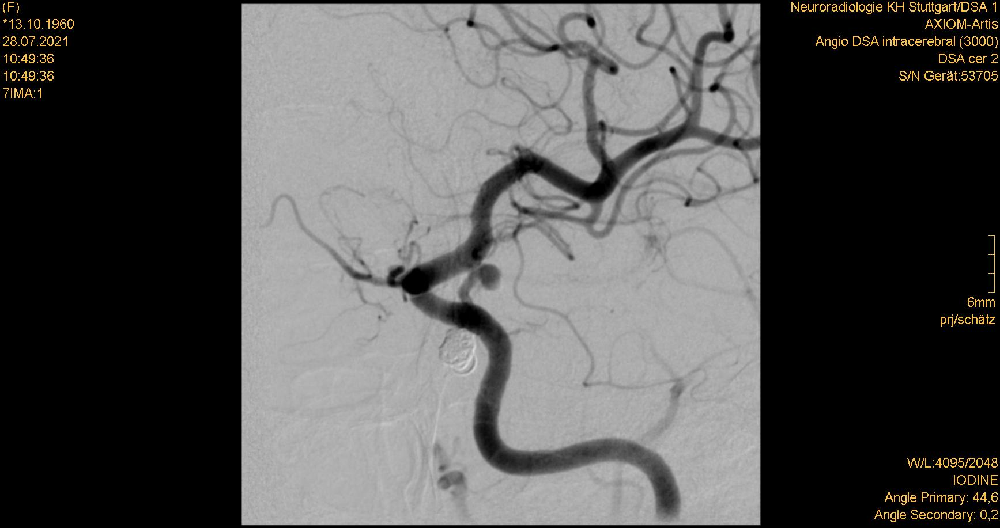 (F)
*13.10.1960
28.07.2021
10:49:36
10:49:36
7IMA:1
Neuroradiologie KH Stuttgart/DSA 1
AXIOM-Artis
Angio DSA intracerebral (3000)
DSA cer 2
S/N Gerät:53705
6mm
prj/schätz
W/L:4095/2048
IODINE
Angle Primary: 44,6
Angle Secondary: 0,2